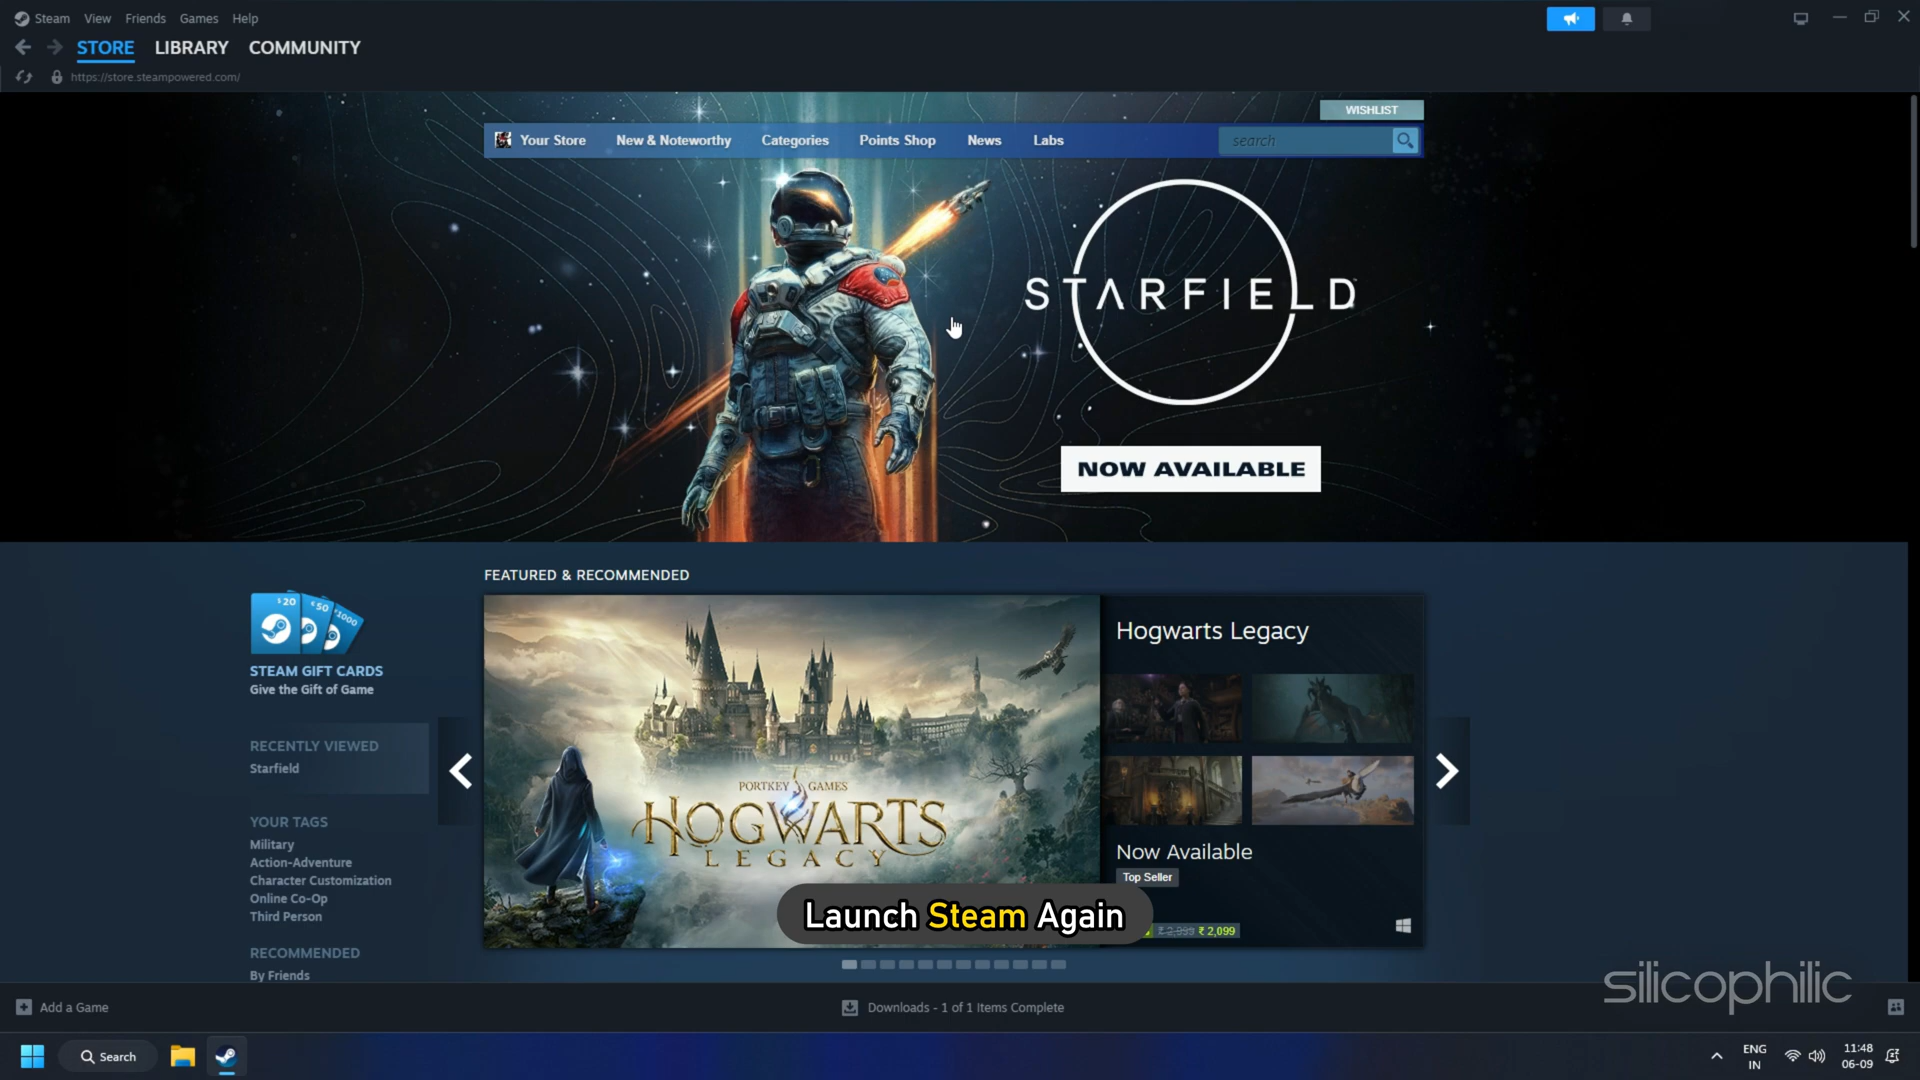 Steam View Friends Games Help
STORE LIBRARY COMMUNITY
https://store.steampowered.com/
WISHLIST
Your Store New & Noteworthy Categories Points Shop News Labs search
STARFIELD
NOW AVAILABLE
FEATURED & RECOMMENDED
$20 €50 ¥1000
STEAM GIFT CARDS
Give the Gift of Game
RECENTLY VIEWED
Starfield
YOUR TAGS
Military
Action-Adventure
Character Customization
Online Co-Op
Third Person
RECOMMENDED
By Friends
PORTKEY GAMES
HOGWARTS
LEGACY
Hogwarts Legacy
Now Available
Top Seller
₹ 2,999 ₹ 2,099
Launch Steam Again
silicophilic
Add a Game
Downloads - 1 of 1 Items Complete
Search
ENG
IN
11:48
06-09